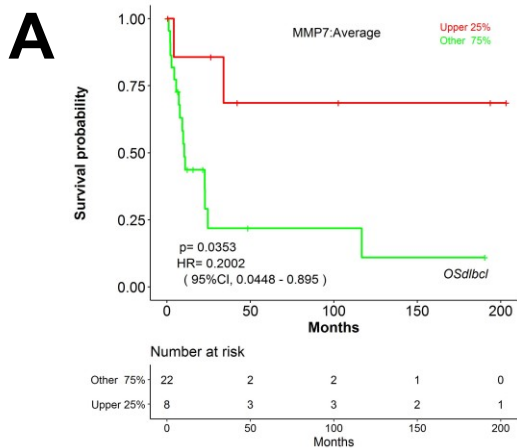 A
MMP7:Average
Upper 25%
Other 75%
Survival probability
1.00
0.75
0.50
0.25
0.00
p= 0.0353
HR= 0.2002
( 95%CI, 0.0448 - 0.895 )
OSdlbcl
0 50 100 150 200
Months
Number at risk
Other 75% 22 2 2 1 0
Upper 25% 8 3 3 2 1
0 50 100 150 200
Months